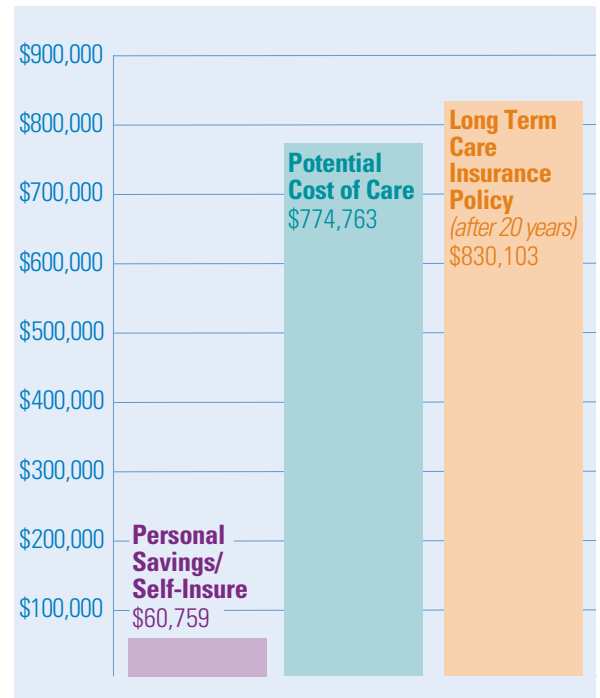 $900,000
$800,000
$700,000
$600,000
$500,000
$400,000
$300,000
$200,000
$100,000
Personal
Savings/
Self-Insure
$60,759
Potential
Cost of Care
$774,763
Long Term
Care
Insurance
Policy
(after 20 years)
$830,103